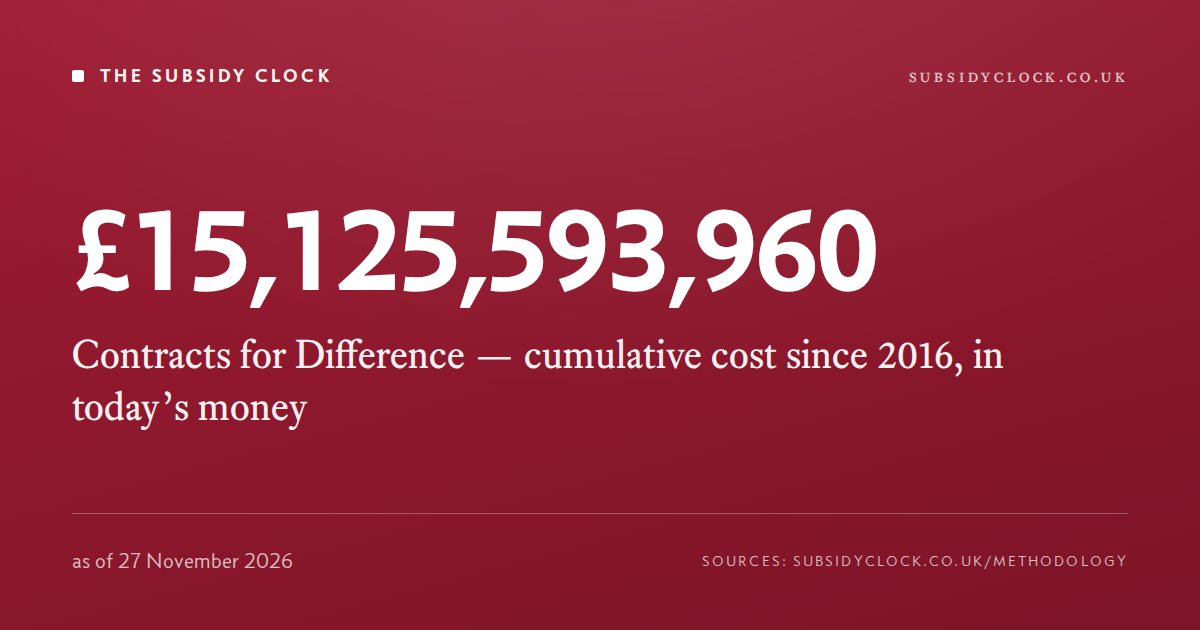 THE SUBSIDY CLOCK
SUBSIDYCLOCK.CO.UK
£15,125,593,960
Contracts for Difference — cumulative cost since 2016, in
today’s money
as of 27 November 2026
SOURCES: SUBSIDYCLOCK.CO.UK/METHODOLOGY